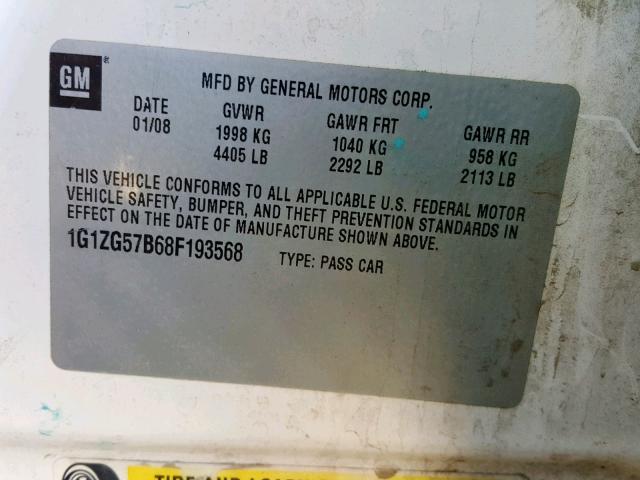 GM
MFD BY GENERAL MOTORS CORP.
DATE GVWR GAWR FRT GAWR RR
01/08 1998 KG 1040 KG 958 KG
4405 LB 2292 LB 2113 LB
THIS VEHICLE CONFORMS TO ALL APPLICABLE U.S. FEDERAL MOTOR
VEHICLE SAFETY, BUMPER, AND THEFT PREVENTION STANDARDS IN
EFFECT ON THE DATE OF MANUFACTURE SHOWN ABOVE.
1G1ZG57B68F193568 TYPE: PASS CAR
TIRE AND